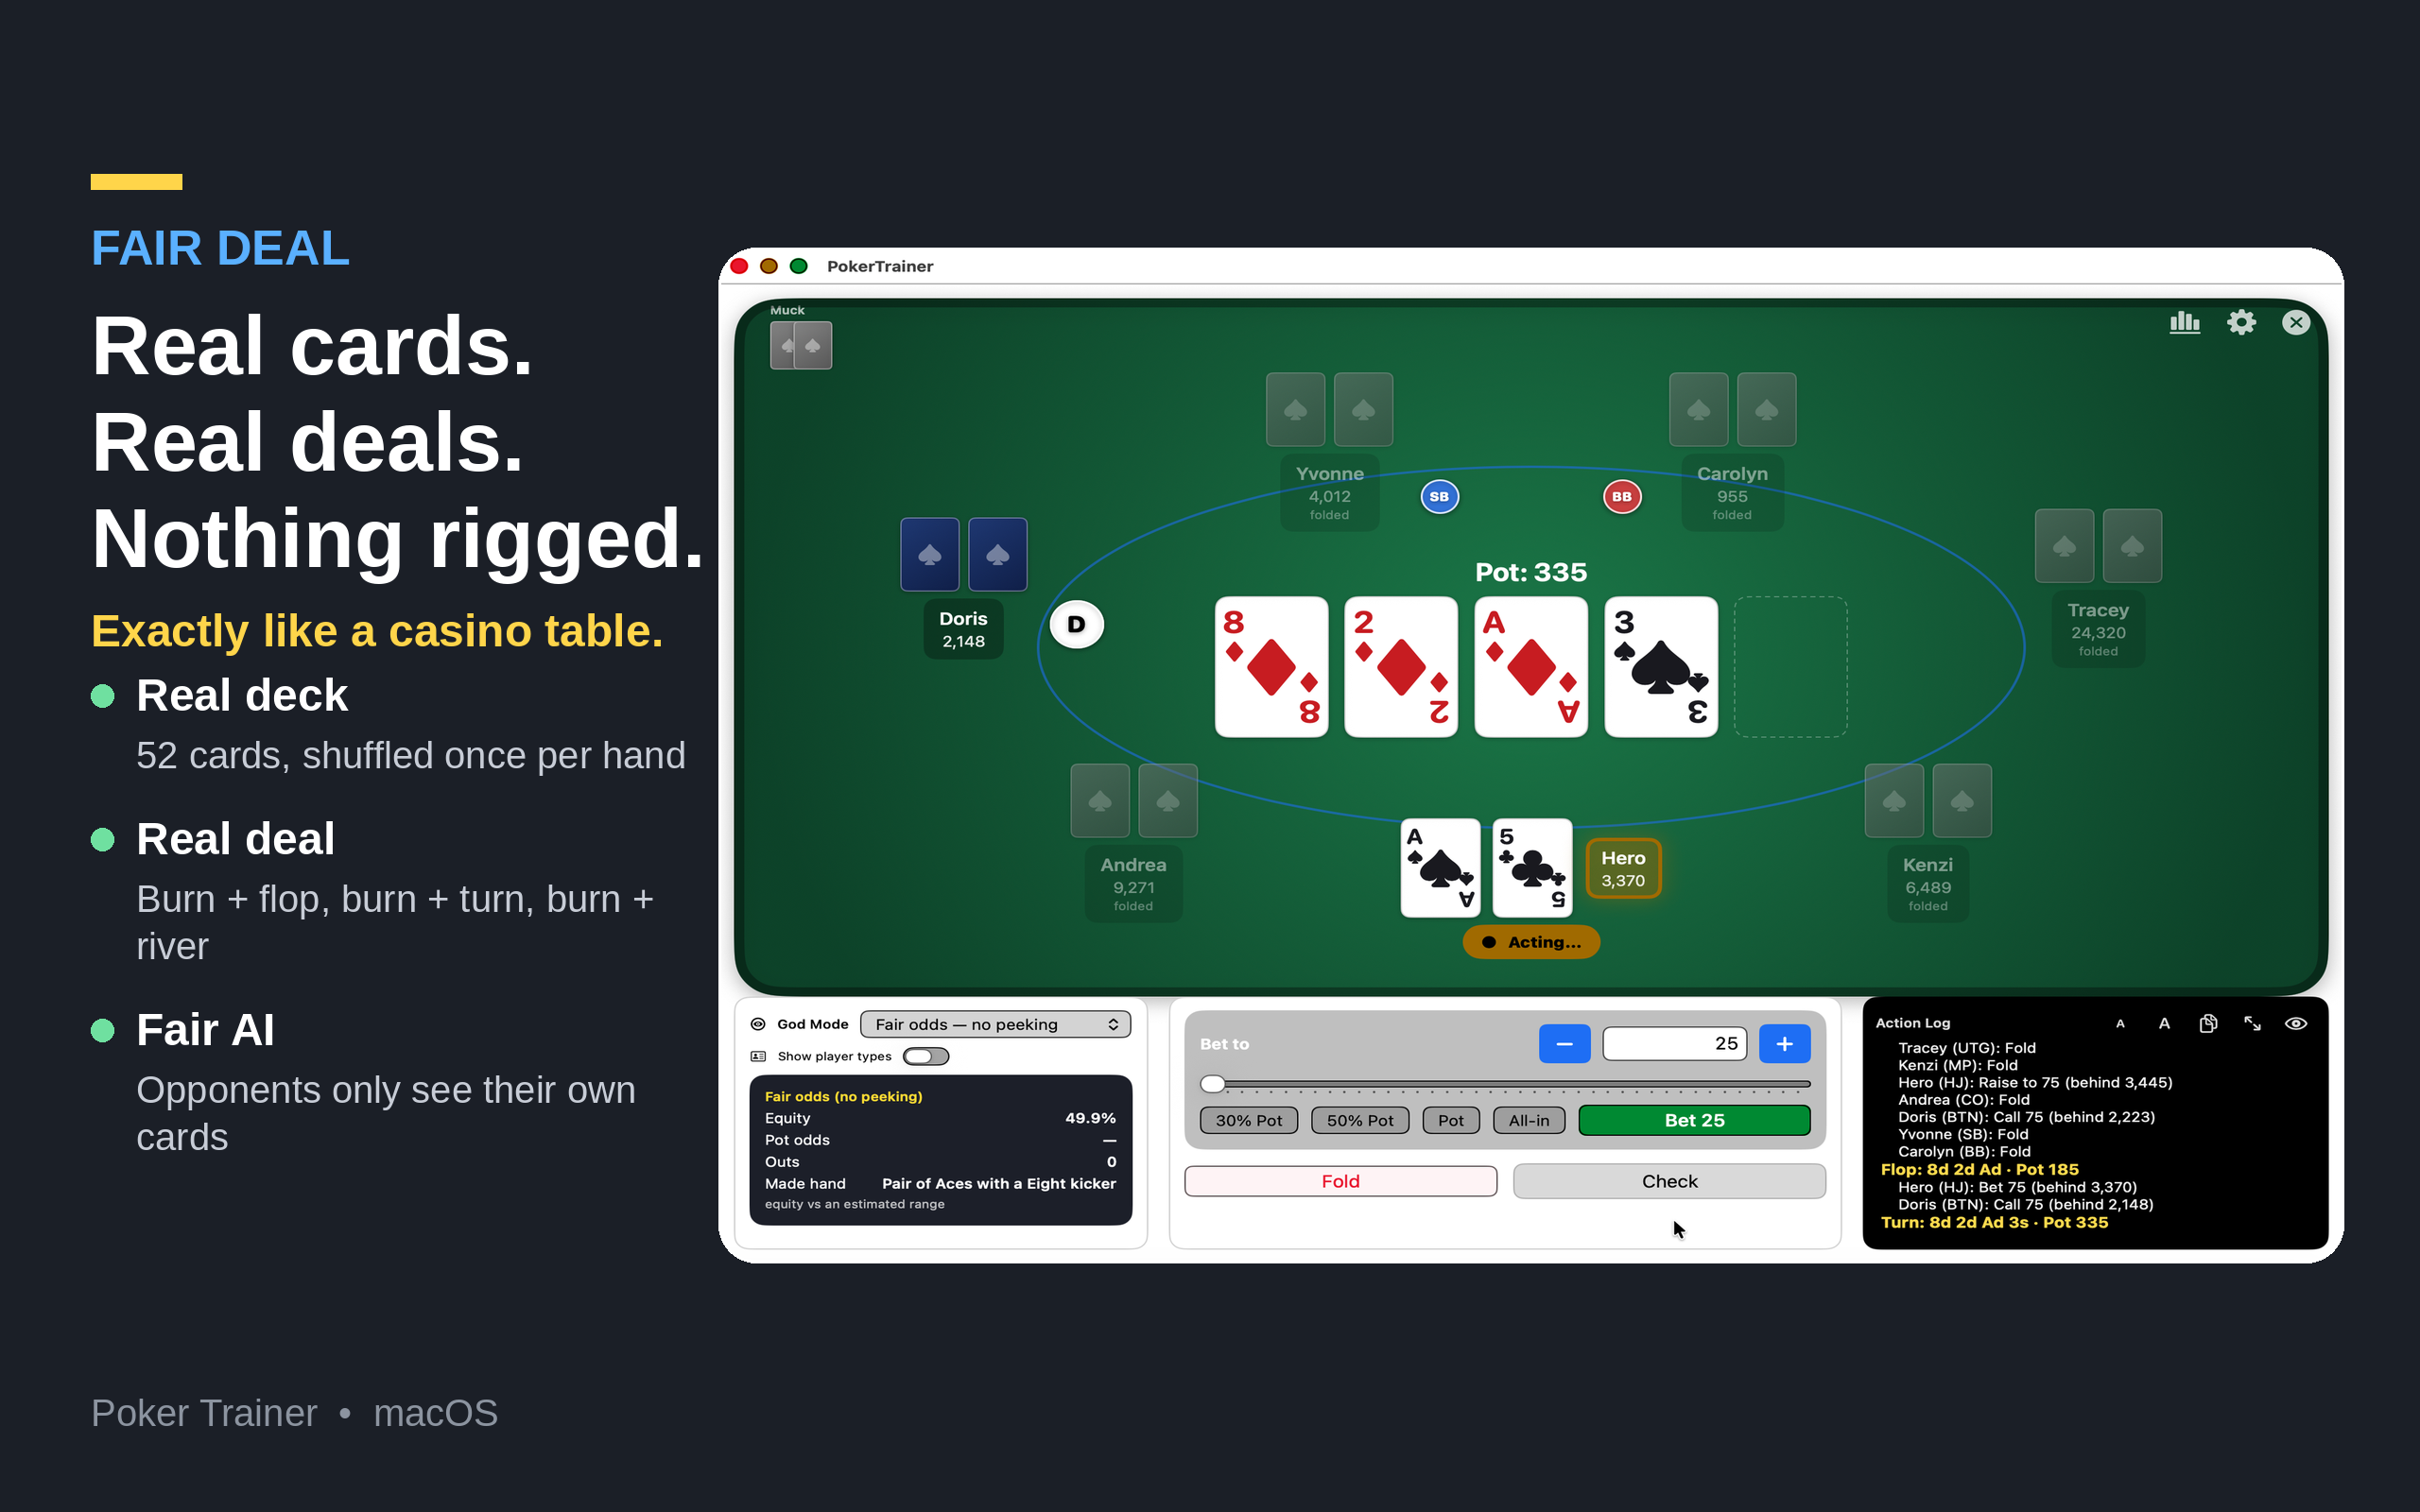 FAIR DEAL
Real cards.
Real deals.
Nothing rigged.
Exactly like a casino table.
Real deck
52 cards, shuffled once per hand
Real deal
Burn + flop, burn + turn, burn +
river
Fair AI
Opponents only see their own
cards
Poker Trainer • macOS
PokerTrainer
Muck
Yvonne
4,012
folded
SB
BB
Carolyn
955
folded
Doris
2,148
D
Pot: 335
Tracey
24,320
folded
8 8
2 2
A A
3 3
Andrea
9,271
folded
A A
5 5
Hero
3,370
Kenzi
6,489
folded
Acting...
God Mode
Fair odds — no peeking
Show player types
Fair odds (no peeking)
Equity 49.9%
Pot odds —
Outs 0
Made hand Pair of Aces with a Eight kicker
equity vs an estimated range
Bet to
− 25 +
30% Pot 50% Pot Pot All-in Bet 25
Fold Check
Action Log A A
Tracey (UTG): Fold
Kenzi (MP): Fold
Hero (HJ): Raise to 75 (behind 3,445)
Andrea (CO): Fold
Doris (BTN): Call 75 (behind 2,223)
Yvonne (SB): Fold
Carolyn (BB): Fold
Flop: 8d 2d Ad · Pot 185
Hero (HJ): Bet 75 (behind 3,370)
Doris (BTN): Call 75 (behind 2,148)
Turn: 8d 2d Ad 3s · Pot 335